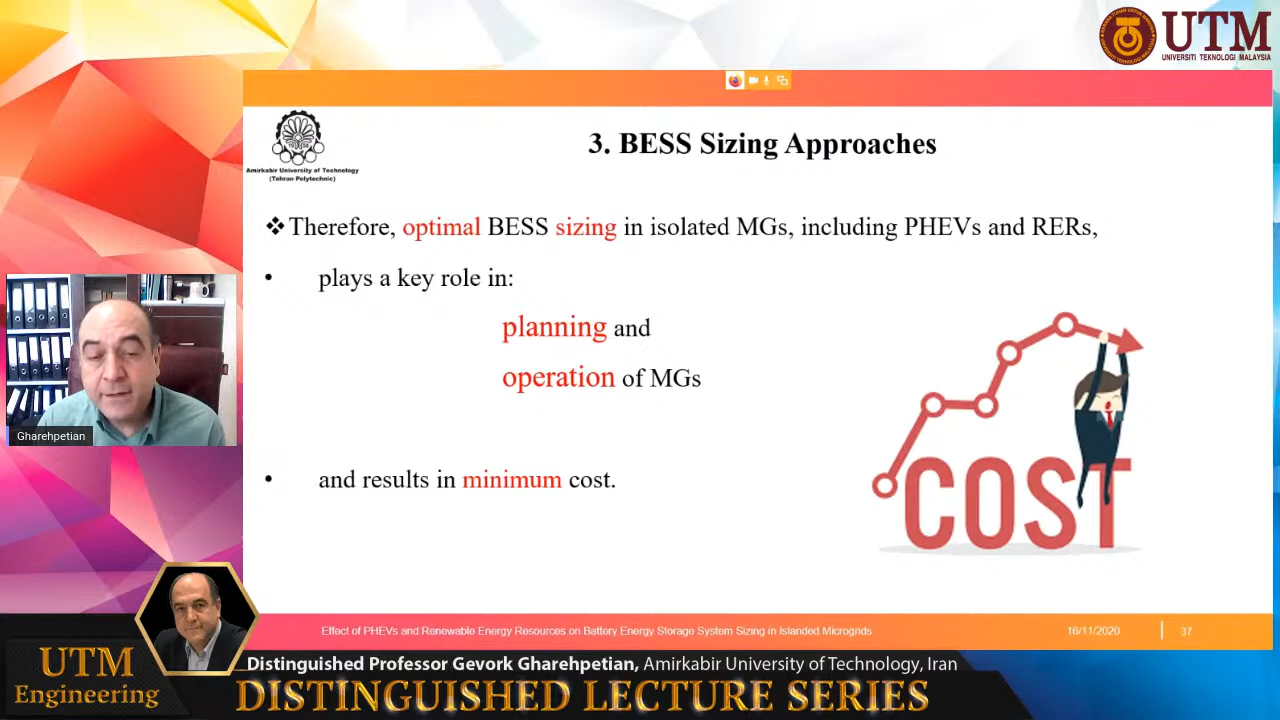 UTM
UNIVERSITI TEKNOLOGI MALAYSIA
Amirkabir University of Technology
(Tehran Polytechnic)
3. BESS Sizing Approaches
❖Therefore, optimal BESS sizing in isolated MGs, including PHEVs and RERs,
• plays a key role in:
planning and
operation of MGs
• and results in minimum cost.
COST
Gharehpetian
Effect of PHEVs and Renewable Energy Resources on Battery Energy Storage System Sizing in Islanded Microgrids
16/11/2020
37
UTM
Engineering
Distinguished Professor Gevork Gharehpetian, Amirkabir University of Technology, Iran
DISTINGUISHED LECTURE SERIES